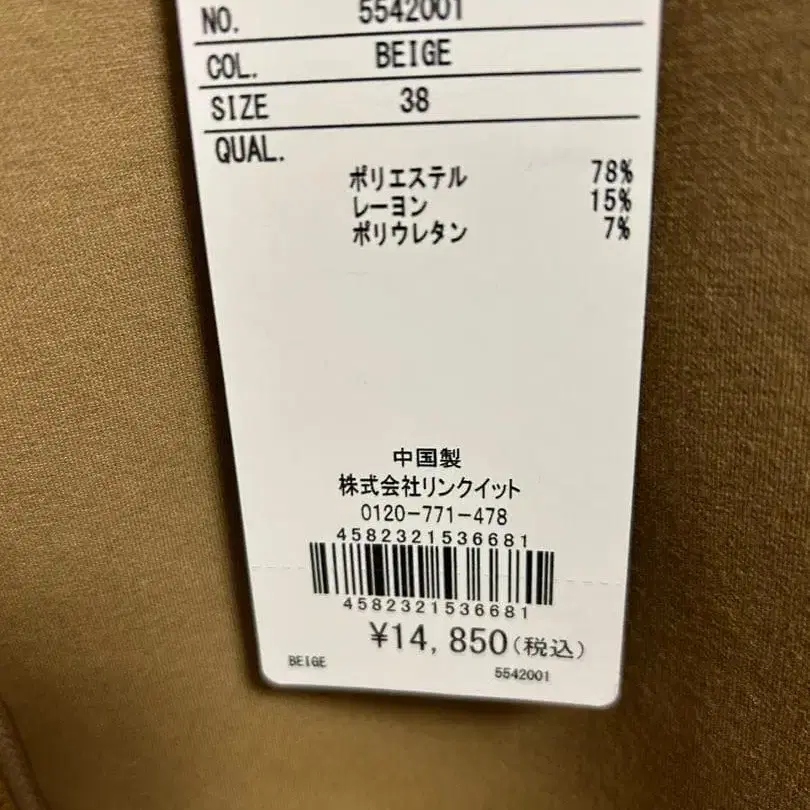 NO. 5542001
COL. BEIGE
SIZE 38
QUAL.
ポリエステル 78%
レーヨン 15%
ポリウレタン 7%
中国製
株式会社リンクイット
0120-771-478
4582321536681
4582321536681
¥14,850(税込)
BEIGE 5542001